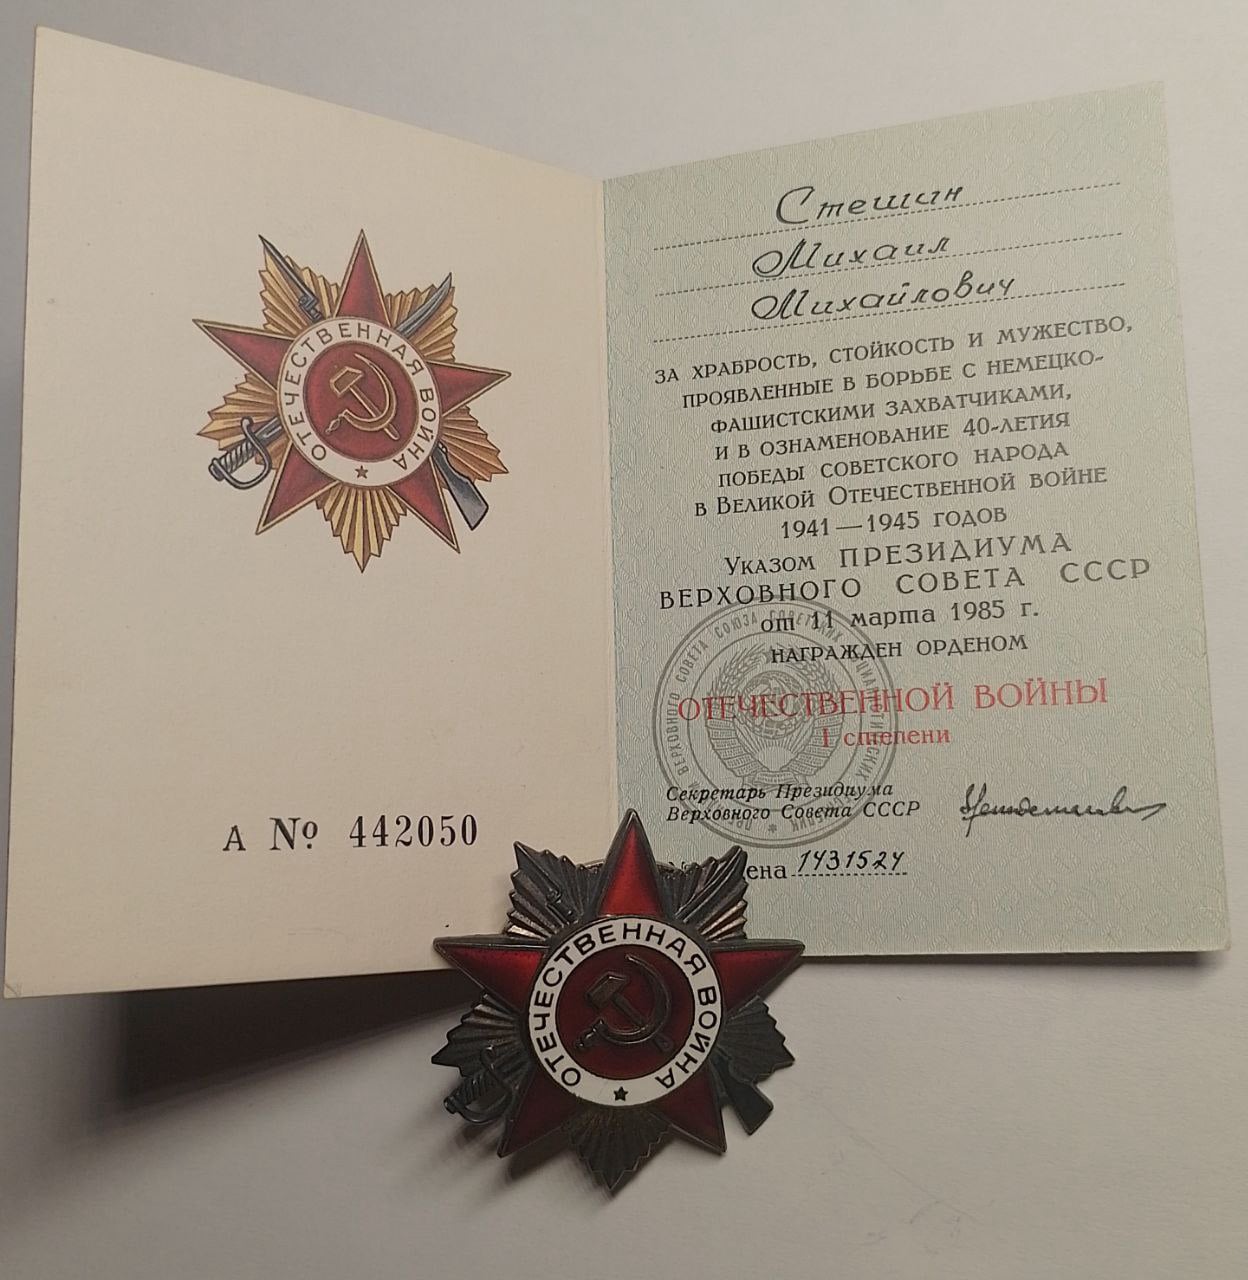 ОТЕЧЕСТВЕННАЯ ВОЙНА
А № 442050
Стешин
Михаил
Михайлович
ЗА ХРАБРОСТЬ, СТОЙКОСТЬ И МУЖЕСТВО,
ПРОЯВЛЕННЫЕ В БОРЬБЕ С НЕМЕЦКО-
ФАШИСТСКИМИ ЗАХВАТЧИКАМИ,
И В ОЗНАМЕНОВАНИЕ 40-ЛЕТИЯ
ПОБЕДЫ СОВЕТСКОГО НАРОДА
В ВЕЛИКОЙ ОТЕЧЕСТВЕННОЙ ВОЙНЕ
1941—1945 ГОДОВ
УКАЗОМ ПРЕЗИДИУМА
ВЕРХОВНОГО СОВЕТА СССР
от 11 марта 1985 г.
НАГРАЖДЕН ОРДЕНОМ
ОТЕЧЕСТВЕННОЙ ВОЙНЫ
I степени
Секретарь Президиума
Верховного Совета СССР
ена 1431524
ОТЕЧЕСТВЕННАЯ ВОЙНА